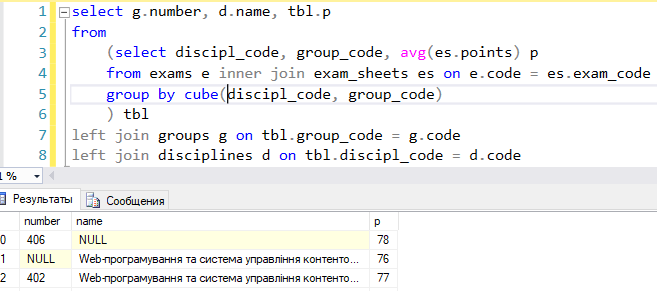 1 select g.number, d.name, tbl.p
2 from
3 (select discipl_code, group_code, avg(es.points) p
4 from exams e inner join exam_sheets es on e.code = es.exam_code
5 group by cube(discipl_code, group_code)
6 ) tbl
7 left join groups g on tbl.group_code = g.code
8 left join disciplines d on tbl.discipl_code = d.code
1 %
Результаты Сообщения
number name p
0 406 NULL 78
1 NULL Web-програмування та система управління контенто... 76
2 402 Web-програмування та система управління контенто... 77